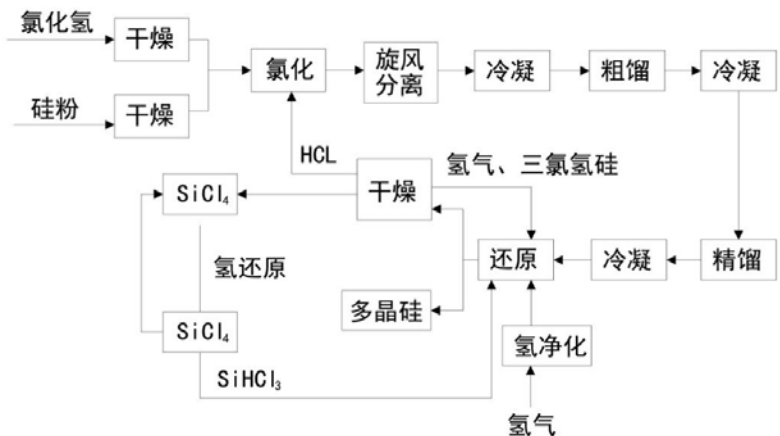 氯化氢
干燥
氯化
旋风
分离
冷凝
粗馏
冷凝
硅粉
干燥
HCL
氢气、三氯氢硅
SiCl₄
干燥
氢还原
还原
冷凝
精馏
多晶硅
SiCl₄
氢净化
SiHCl₃
氢气